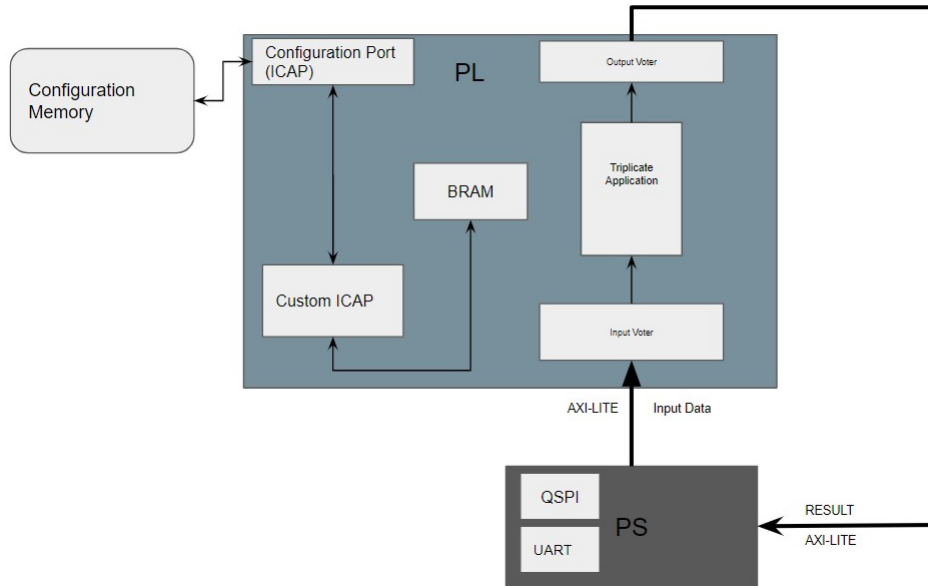 Configuration Port
(ICAP)
PL
Output Voter
Configuration
Memory
Triplicate
Application
BRAM
Custom ICAP
Input Voter
AXI-LITE
Input Data
QSPI
PS
UART
RESULT
AXI-LITE